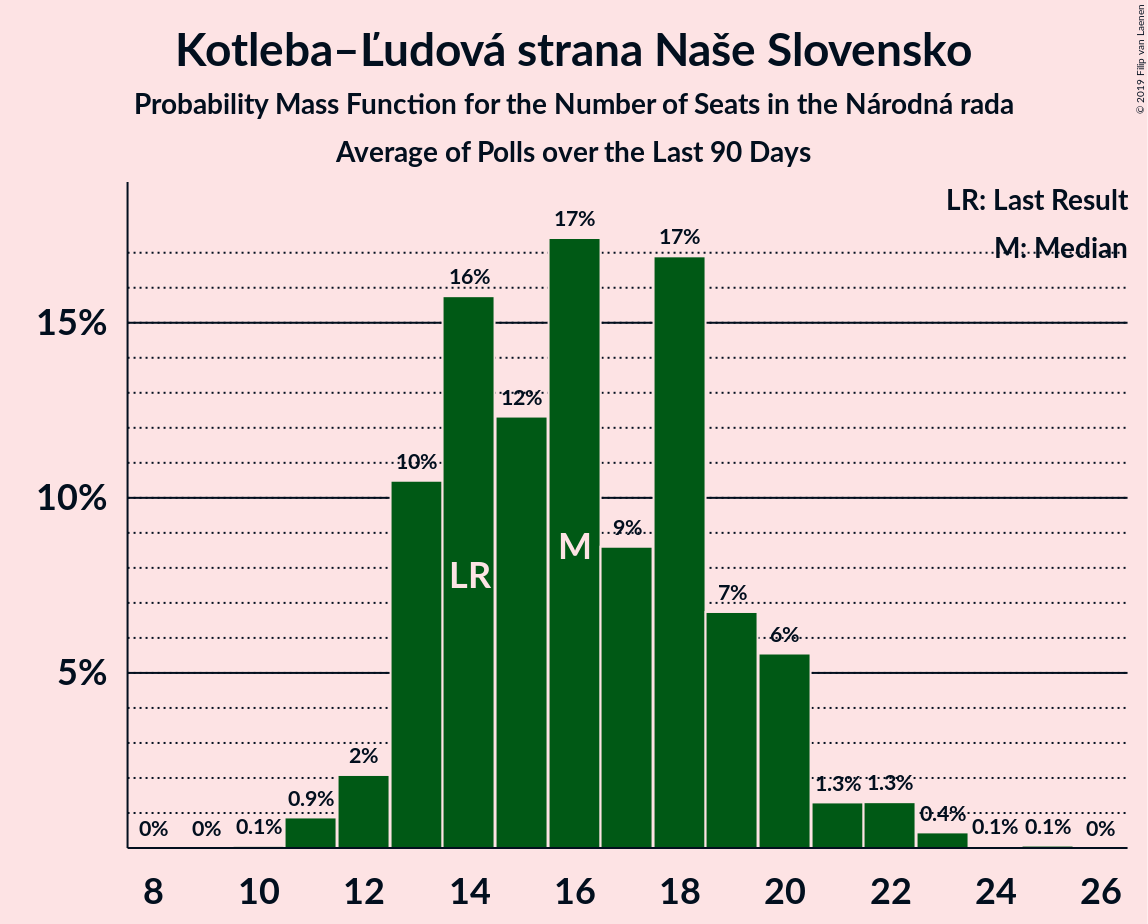 Kotleba–Ľudová strana Naše Slovensko
Probability Mass Function for the Number of Seats in the Národná rada
Average of Polls over the Last 90 Days
© 2019 Filip van Laenen
LR: Last Result
M: Median
15%
10%
5%
0%
0%
0.1%
0.9%
2%
10%
16%
12%
17%
9%
17%
7%
6%
1.3%
1.3%
0.4%
0.1%
0.1%
0%
LR
M
8 10 12 14 16 18 20 22 24 26